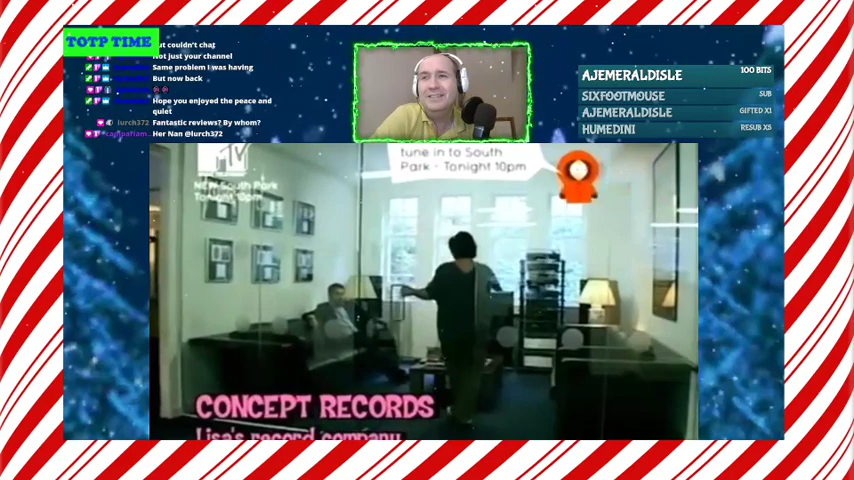 TOTP TIME
ut couldn't chat
Not just your channel
Same problem I was having
But now back
Hope you enjoyed the peace and
quiet
lurch372 Fantastic reviews? By whom?
Her Nan @lurch372
AJEMERALDISLE 100 BITS
SIXFOOTMOUSE SUB
AJEMERALDISLE GIFTED X1
HUMEDINI RESUB X5
MTV
NEW South Park
Tonight 10pm
tune in to South
Park - Tonight 10pm
CONCEPT RECORDS
Lisa's record company